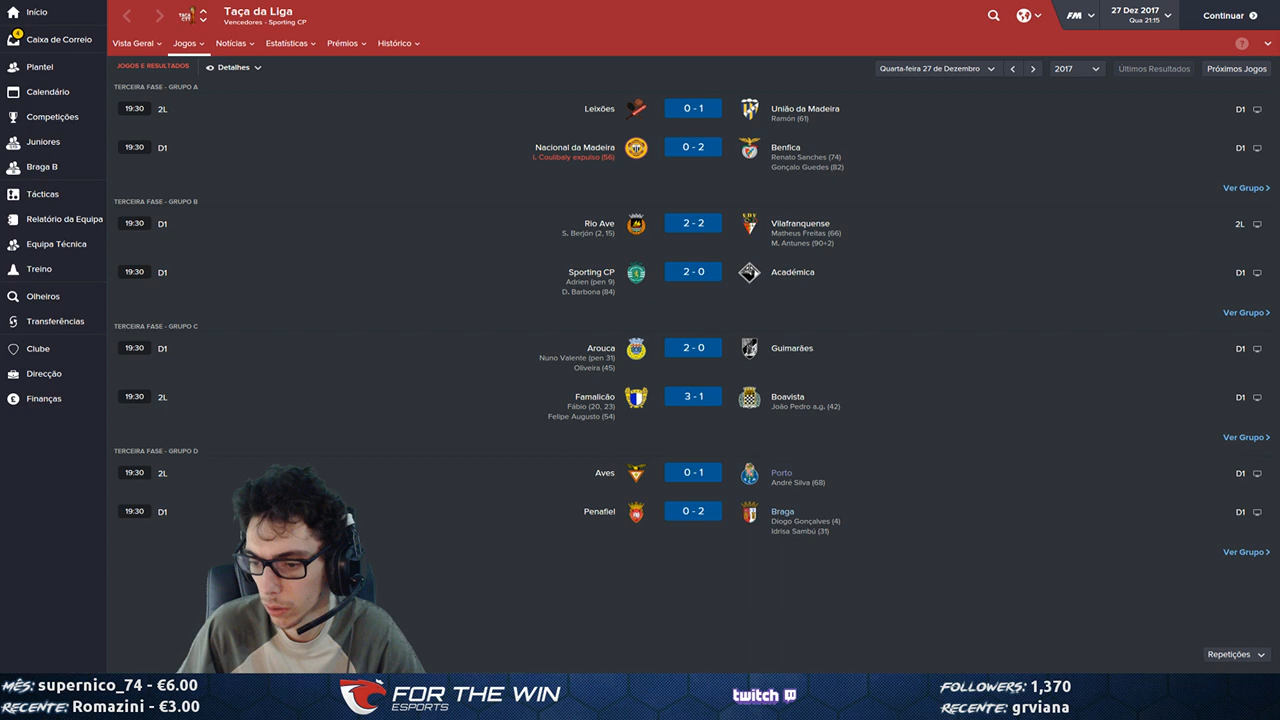 Início
Taça da Liga
Vencedores - Sporting CP
FM
27 Dez 2017
Qua 21:15
Continuar
4
Caixa de Correio
Vista Geral
Jogos
Notícias
Estatísticas
Prémios
Histórico
?
JOGOS E RESULTADOS
Detalhes
Quarta-feira 27 de Dezembro
2017
Últimos Resultados
Próximos Jogos
Plantel
Calendário
Competições
Juniores
Braga B
Tácticas
Relatório da Equipa
Equipa Técnica
Treino
Olheiros
Transferências
Clube
Direcção
Finanças
TERCEIRA FASE - GRUPO A
19:30 2L Leixões 0 - 1 União da Madeira D1
Ramón (61)
19:30 D1 Nacional da Madeira 0 - 2 Benfica D1
I. Coulibaly expulso (56) Renato Sanches (74)
Gonçalo Guedes (82)
Ver Grupo
TERCEIRA FASE - GRUPO B
19:30 D1 Rio Ave 2 - 2 Vilafranquense 2L
S. Berjón (2, 15) Matheus Freitas (66)
M. Antunes (90+2)
19:30 D1 Sporting CP 2 - 0 Académica D1
Adrien (pen 9)
D. Barbona (84)
Ver Grupo
TERCEIRA FASE - GRUPO C
19:30 D1 Arouca 2 - 0 Guimarães D1
Nuno Valente (pen 31)
Oliveira (45)
19:30 2L Famalicão 3 - 1 Boavista D1
Fábio (20, 23) João Pedro a.g. (42)
Felipe Augusto (54)
Ver Grupo
TERCEIRA FASE - GRUPO D
19:30 2L Aves 0 - 1 Porto D1
André Silva (68)
19:30 D1 Penafiel 0 - 2 Braga D1
Diogo Gonçalves (4)
Idrisa Sambú (31)
Ver Grupo
Repetições
MÊS: supernico_74 - €6.00
RECENTE: Romazini - €3.00
FOR THE WIN
ESPORTS
twitch
FOLLOWERS: 1,370
RECENTE: grviana